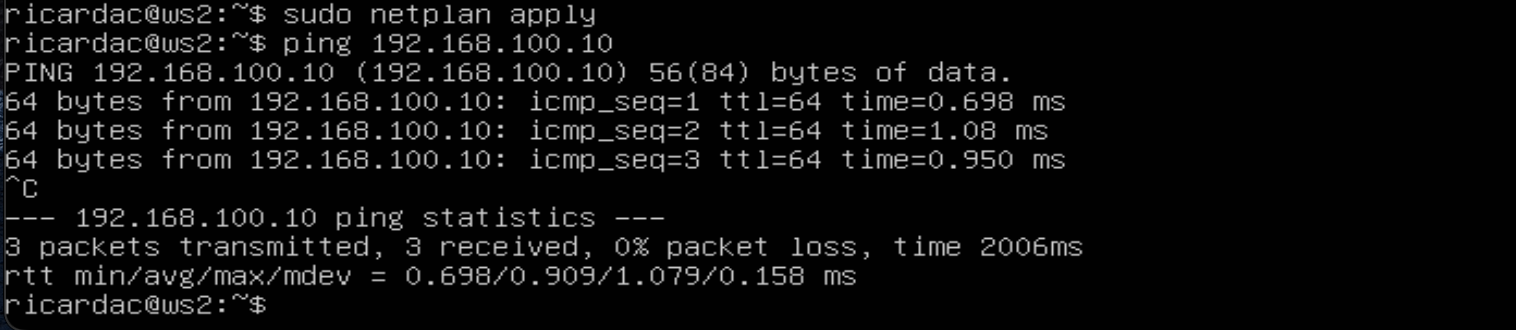 ricardac@ws2:~$ sudo netplan apply
ricardac@ws2:~$ ping 192.168.100.10
PING 192.168.100.10 (192.168.100.10) 56(84) bytes of data.
64 bytes from 192.168.100.10: icmp_seq=1 ttl=64 time=0.698 ms
64 bytes from 192.168.100.10: icmp_seq=2 ttl=64 time=1.08 ms
64 bytes from 192.168.100.10: icmp_seq=3 ttl=64 time=0.950 ms
^C
--- 192.168.100.10 ping statistics ---
3 packets transmitted, 3 received, 0% packet loss, time 2006ms
rtt min/avg/max/mdev = 0.698/0.909/1.079/0.158 ms
ricardac@ws2:~$